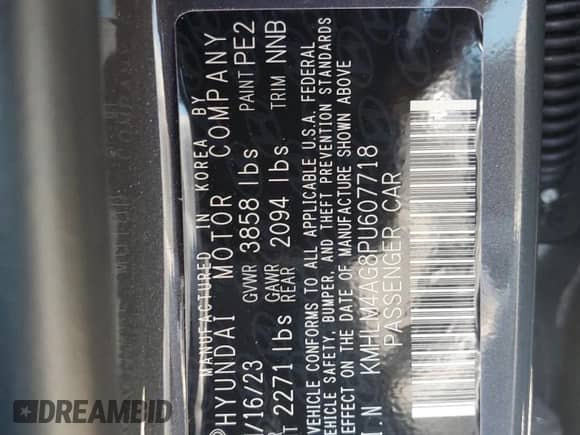 MANUFACTURED IN KOREA BY
HYUNDAI MOTOR COMPANY
/16/23 GVWR 3858 lbs PAINT PE2
T 2271 lbs GAWR REAR 2094 lbs TRIM NNB
VEHICLE CONFORMS TO ALL APPLICABLE U.S.A. FEDERAL
VEHICLE SAFETY, BUMPER, AND THEFT PREVENTION STANDARDS
EFFECT ON THE DATE OF MANUFACTURE SHOWN ABOVE
I.N KMHLM4AG8PU607718
PASSENGER CAR
DREAMBID